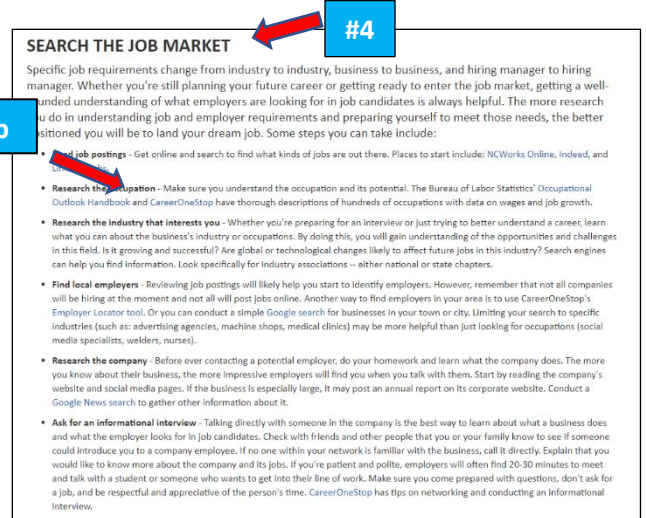 #4
SEARCH THE JOB MARKET
Specific job requirements change from industry to industry, business to business, and hiring manager to hiring
manager. Whether you're still planning your future career or getting ready to enter the job market, getting a well-
unded understanding of what employers are looking for in job candidates is always helpful. The more research
u do in understanding job and employer requirements and preparing yourself to meet those needs, the better
sitioned you will be to land your dream job. Some steps you can take include:
job postings - Get online and search to find what kinds of jobs are out there. Places to start include: NCWorks Online, Indeed, and
• Research the occupation - Make sure you understand the occupation and its potential. The Bureau of Labor Statistics' Occupational
Outlook Handbook and CareerOneStop have thorough descriptions of hundreds of occupations with data on wages and job growth.
• Research the industry that interests you - Whether you're preparing for an interview or just trying to better understand a career, learn
what you can about the business's industry or occupations. By doing this, you will gain understanding of the opportunities and challenges
in this field. Is it growing and successful? Are global or technological changes likely to affect future jobs in this industry? Search engines
can help you find information. Look specifically for industry associations -- either national or state chapters.
• Find local employers - Reviewing job postings will likely help you start to identify employers. However, remember that not all companies
will be hiring at the moment and not all will post jobs online. Another way to find employers in your area is to use CareerOneStop's
Employer Locator tool. Or you can conduct a simple Google search for businesses in your town or city. Limiting your search to specific
industries (such as: advertising agencies, machine shops, medical clinics) may be more helpful than just looking for occupations (social
media specialists, welders, nurses).
• Research the company - Before ever contacting a potential employer, do your homework and learn what the company does. The more
you know about their business, the more impressive employers will find you when you talk with them. Start by reading the company's
website and social media pages. If the business is especially large, it may post an annual report on its corporate website. Conduct a
Google News search to gather other information about it.
• Ask for an informational interview - Talking directly with someone in the company is the best way to learn about what a business does
and what the employer looks for in job candidates. Check with friends and other people that you or your family know to see if someone
could introduce you to a company employee. If no one within your network is familiar with the business, call it directly. Explain that you
would like to know more about the company and its jobs. If you're patient and polite, employers will often find 20-30 minutes to meet
and talk with a student or someone who wants to get into their line of work. Make sure you come prepared with questions, don't ask for
a job, and be respectful and appreciative of the person's time. CareerOneStop has tips on networking and conducting an informational
interview.